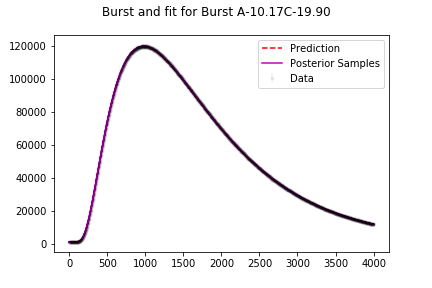 Burst and fit for Burst A-10.17C-19.90
Prediction
Posterior Samples
Data
120000
100000
80000
60000
40000
20000
0
0 500 1000 1500 2000 2500 3000 3500 4000